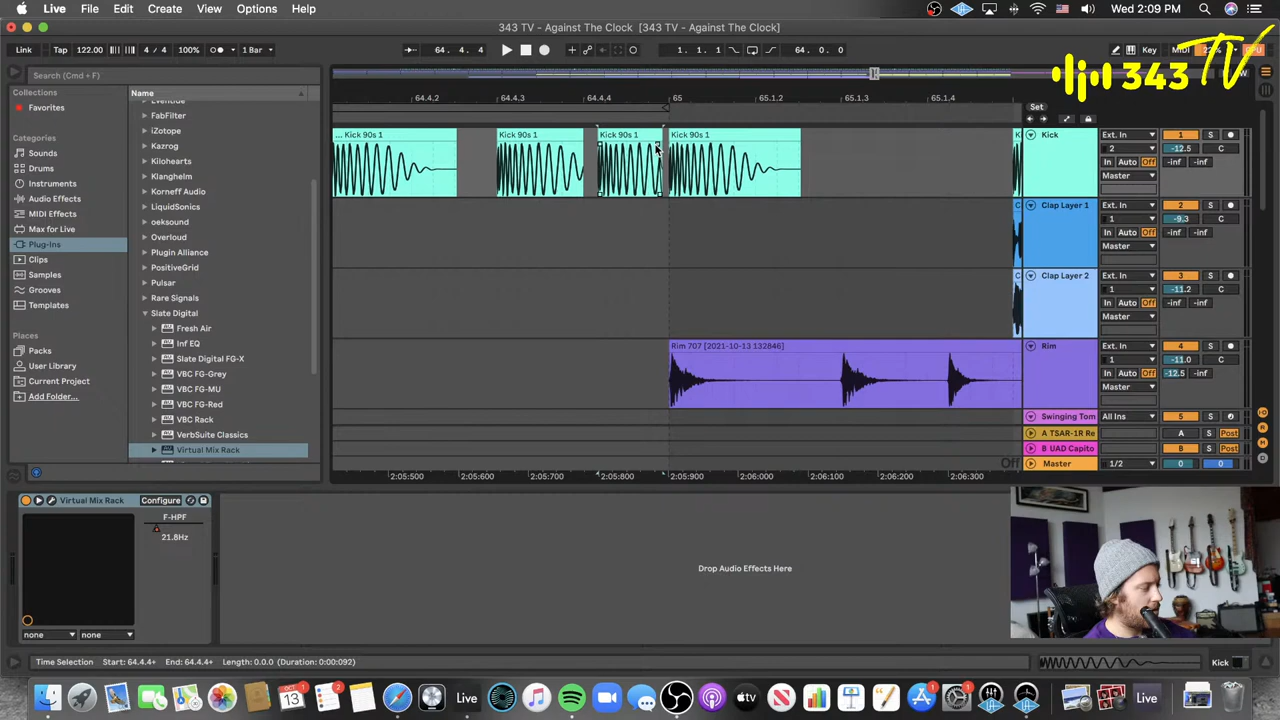 Live File Edit Create View Options Help
Wed 2:09 PM
343 TV - Against The Clock [343 TV - Against The Clock]
Link Tap 122.00 4 / 4 100% 1 Bar
64. 4. 4 1. 1. 1 64. 0. 0
Key MIDI
343 TV
Search (Cmd + F)
Collections
Favorites
Categories
Sounds
Drums
Instruments
Audio Effects
MIDI Effects
Max for Live
Plug-Ins
Clips
Samples
Grooves
Templates
Places
Packs
User Library
Current Project
Add Folder...
Name
FabFilter
iZotope
Kazrog
Kilohearts
Klanghelm
Korneff Audio
LiquidSonics
oeksound
Overloud
Plugin Alliance
PositiveGrid
Pulsar
Rare Signals
Slate Digital
Fresh Air
Inf EQ
Slate Digital FG-X
VBC FG-Grey
VBC FG-MU
VBC FG-Red
VBC Rack
VerbSuite Classics
Virtual Mix Rack
64.4.2 64.4.3 64.4.4 65 65.1.2 65.1.3 65.1.4
Set
... Kick 90s 1 Kick 90s 1 Kick 90s 1 Kick 90s 1 K
Kick Ext. In 1 S
2 -12.5 C
In Auto Off -inf -inf
Master
C Clap Layer 1 Ext. In 2 S
1 -9.3 C
In Auto Off -inf -inf
Master
C Clap Layer 2 Ext. In 3 S
1 -11.2 C
In Auto Off -inf -inf
Master
Rim 707 [2021-10-13 132846]
Rim Ext. In 4 S
1 -11.0 C
In Auto Off -12.5 -inf
Master
Swinging Tom All Ins 5 S
A TSAR-1R Re A S Post
B UAD Capito B S Post
Off Master 1/2 0 0
2:05:500 2:05:600 2:05:700 2:05:800 2:05:900 2:06:000 2:06:100 2:06:200 2:06:300
Virtual Mix Rack Configure
F-HPF
21.8Hz
none none
Drop Audio Effects Here
Time Selection Start: 64.4.4+ End: 64.4.4+ Length: 0.0.0 (Duration: 0:00:092)
Kick
OCT
13
Live
tv
Live